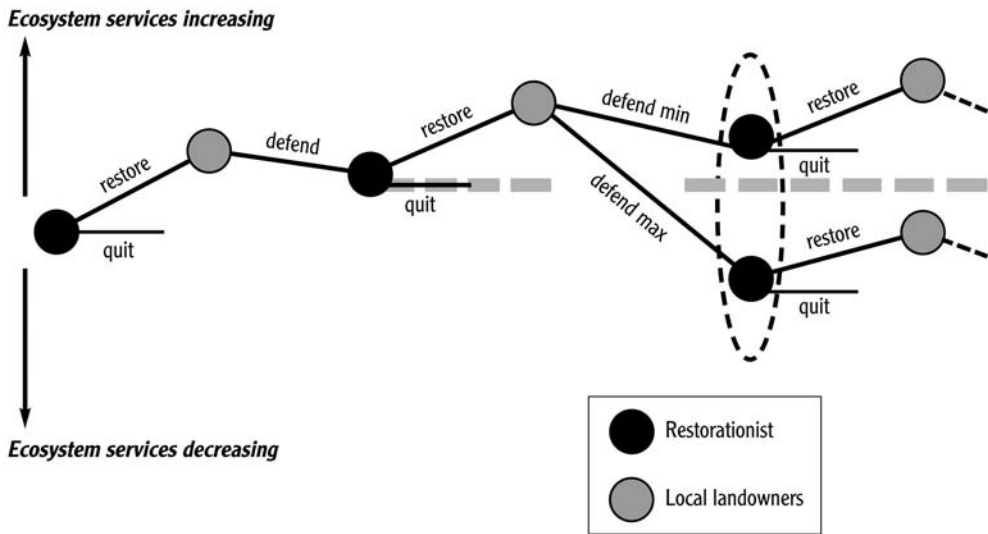 Ecosystem services increasing
restore
defend
quit
restore
quit
defend min
defend max
restore
quit
restore
quit
Ecosystem services decreasing
Restorationist
Local landowners